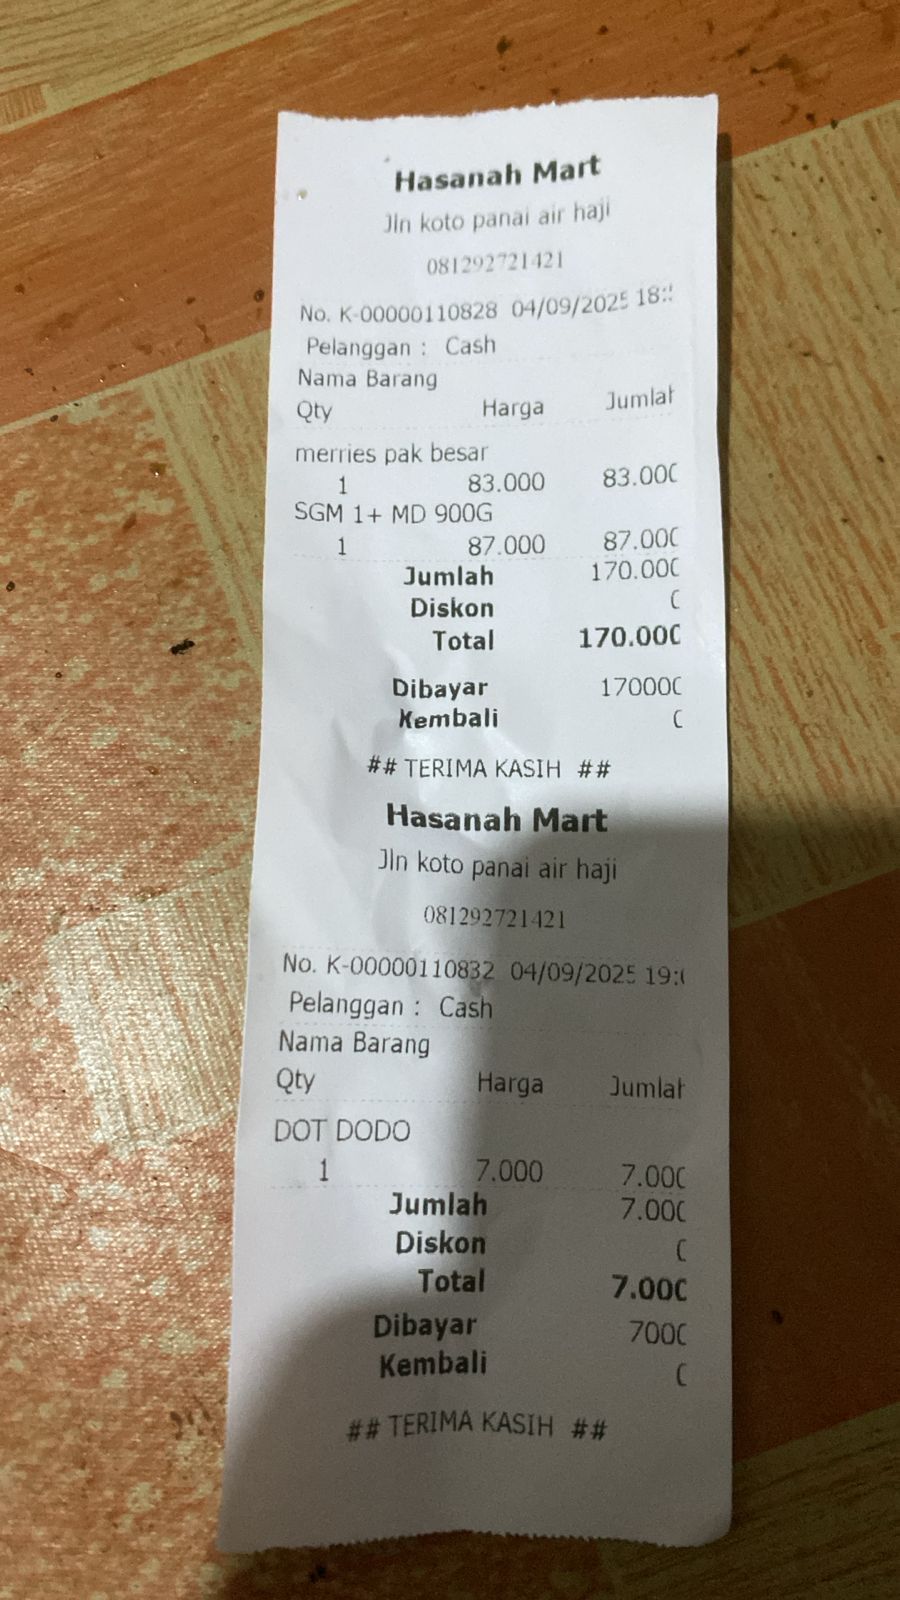 Hasanah Mart
Jln koto panai air haji
081292721421
No. K-00000110828 04/09/2025
Pelanggan : Cash
Nama Barang
Qty Harga Jumlah
merries pak besar
1 83.000 83.000
SGM 1+ MD 900G
1 87.000 87.000
Jumlah 170.000
Diskon 0
Total 170.000
Dibayar 170000
Kembali 0
## TERIMA KASIH ##
Hasanah Mart
Jln koto panai air haji
081292721421
No. K-00000110832 04/09/2025
Pelanggan : Cash
Nama Barang
Qty Harga Jumlah
DOT DODO
1 7.000 7.000
Jumlah 7.000
Diskon 0
Total 7.000
Dibayar 7000
Kembali 0
## TERIMA KASIH ##